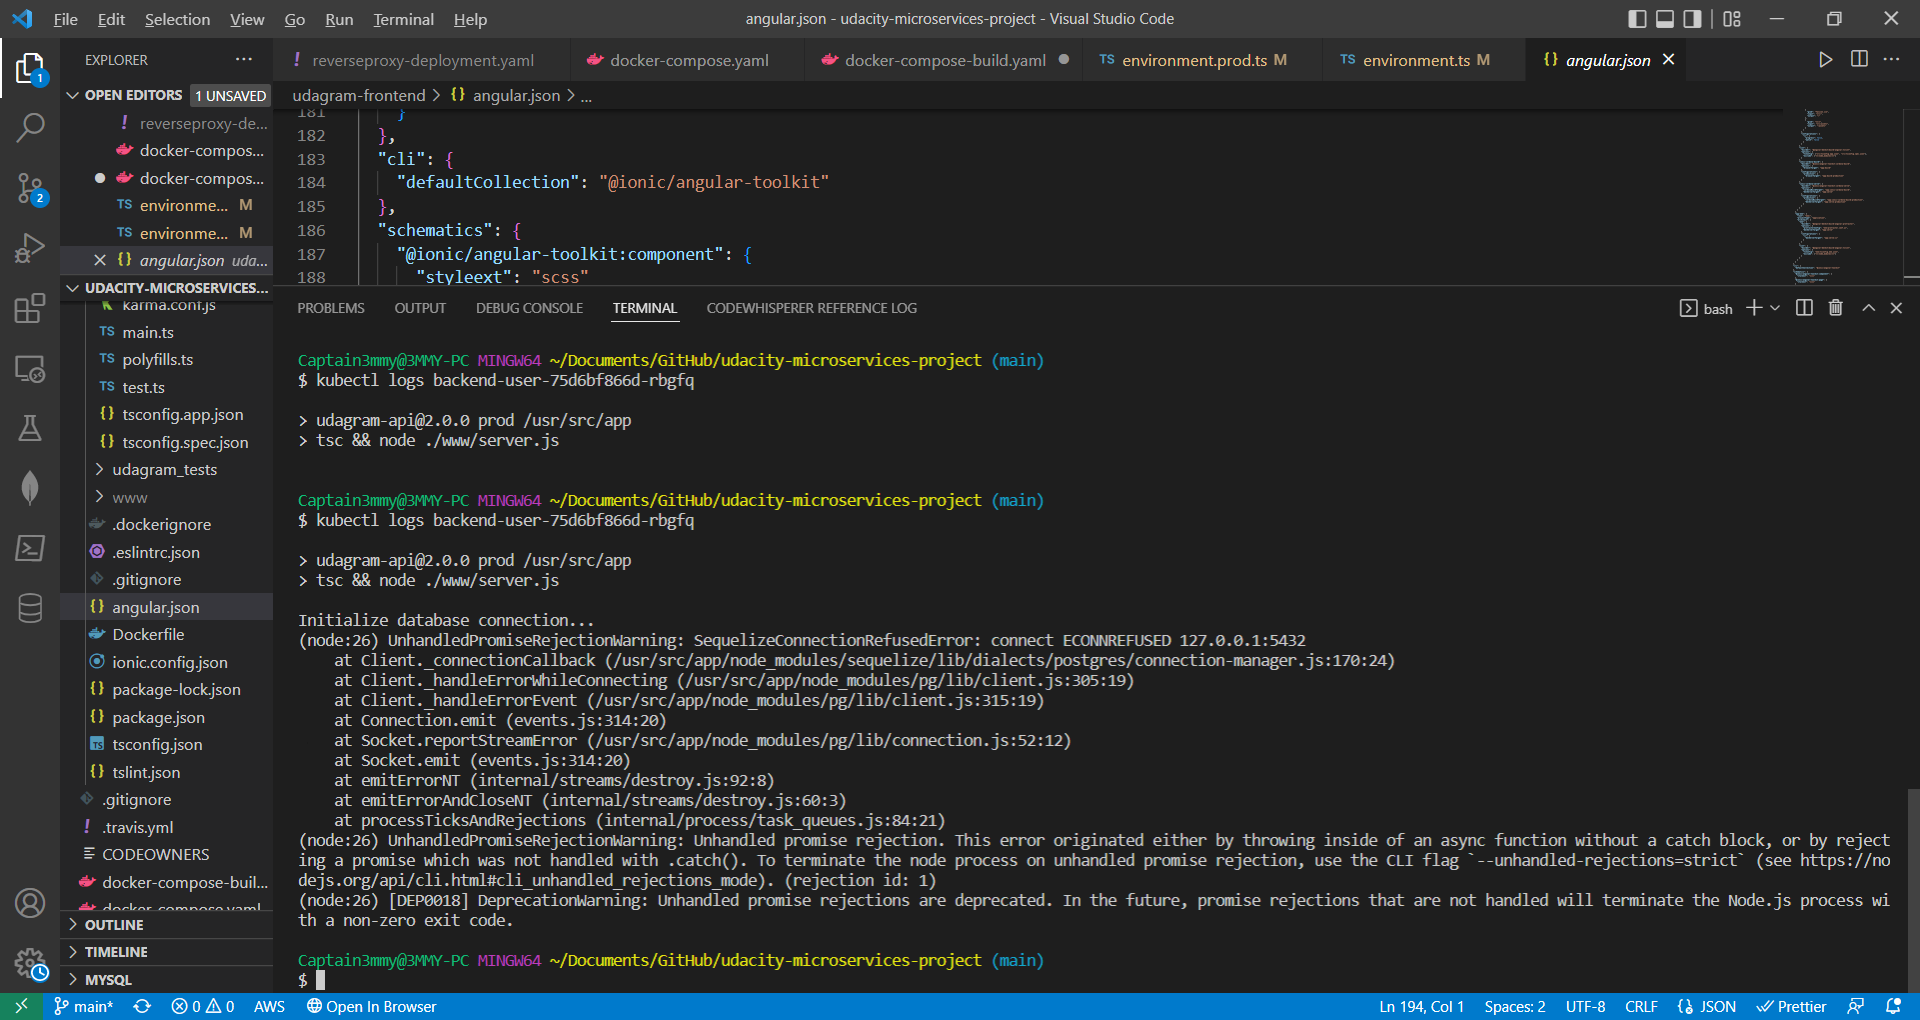 File Edit Selection View Go Run Terminal Help
angular.json - udacity-microservices-project - Visual Studio Code
EXPLORER
OPEN EDITORS 1 UNSAVED
reverseproxy-de...
docker-compos...
docker-compos...
TS environme... M
TS environme... M
{} angular.json uda...
UDACITY-MICROSERVICES...
karma.conf.js
TS main.ts
TS polyfills.ts
TS test.ts
{} tsconfig.app.json
{} tsconfig.spec.json
udagram_tests
www
.dockerignore
.eslintrc.json
.gitignore
{} angular.json
Dockerfile
ionic.config.json
{} package-lock.json
{} package.json
TS tsconfig.json
{} tslint.json
.gitignore
! .travis.yml
CODEOWNERS
docker-compose-buil...
docker-compose.yaml
OUTLINE
TIMELINE
MYSQL
1
2
! reverseproxy-deployment.yaml
docker-compose.yaml
docker-compose-build.yaml
TS environment.prod.ts M
TS environment.ts M
{} angular.json
udagram-frontend > {} angular.json > ...
181 }
182 },
183 "cli": {
184 "defaultCollection": "@ionic/angular-toolkit"
185 },
186 "schematics": {
187 "@ionic/angular-toolkit:component": {
188 "styleext": "scss"
PROBLEMS OUTPUT DEBUG CONSOLE TERMINAL CODEWHISPERER REFERENCE LOG
bash
Captain3mmy@3MMY-PC MINGW64 ~/Documents/GitHub/udacity-microservices-project (main)
$ kubectl logs backend-user-75d6bf866d-rbgfq
> udagram-api@2.0.0 prod /usr/src/app
> tsc && node ./www/server.js
Captain3mmy@3MMY-PC MINGW64 ~/Documents/GitHub/udacity-microservices-project (main)
$ kubectl logs backend-user-75d6bf866d-rbgfq
> udagram-api@2.0.0 prod /usr/src/app
> tsc && node ./www/server.js
Initialize database connection...
(node:26) UnhandledPromiseRejectionWarning: SequelizeConnectionRefusedError: connect ECONNREFUSED 127.0.0.1:5432
at Client._connectionCallback (/usr/src/app/node_modules/sequelize/lib/dialects/postgres/connection-manager.js:170:24)
at Client._handleErrorWhileConnecting (/usr/src/app/node_modules/pg/lib/client.js:305:19)
at Client._handleErrorEvent (/usr/src/app/node_modules/pg/lib/client.js:315:19)
at Connection.emit (events.js:314:20)
at Socket.reportStreamError (/usr/src/app/node_modules/pg/lib/connection.js:52:12)
at Socket.emit (events.js:314:20)
at emitErrorNT (internal/streams/destroy.js:92:8)
at emitErrorAndCloseNT (internal/streams/destroy.js:60:3)
at processTicksAndRejections (internal/process/task_queues.js:84:21)
(node:26) UnhandledPromiseRejectionWarning: Unhandled promise rejection. This error originated either by throwing inside of an async function without a catch block, or by reject
ing a promise which was not handled with .catch(). To terminate the node process on unhandled promise rejection, use the CLI flag `--unhandled-rejections=strict` (see https://no
dejs.org/api/cli.html#cli_unhandled_rejections_mode). (rejection id: 1)
(node:26) [DEP0018] DeprecationWarning: Unhandled promise rejections are deprecated. In the future, promise rejections that are not handled will terminate the Node.js process wi
th a non-zero exit code.
Captain3mmy@3MMY-PC MINGW64 ~/Documents/GitHub/udacity-microservices-project (main)
$
main* 0 0 AWS Open In Browser
Ln 194, Col 1 Spaces: 2 UTF-8 CRLF {} JSON Prettier